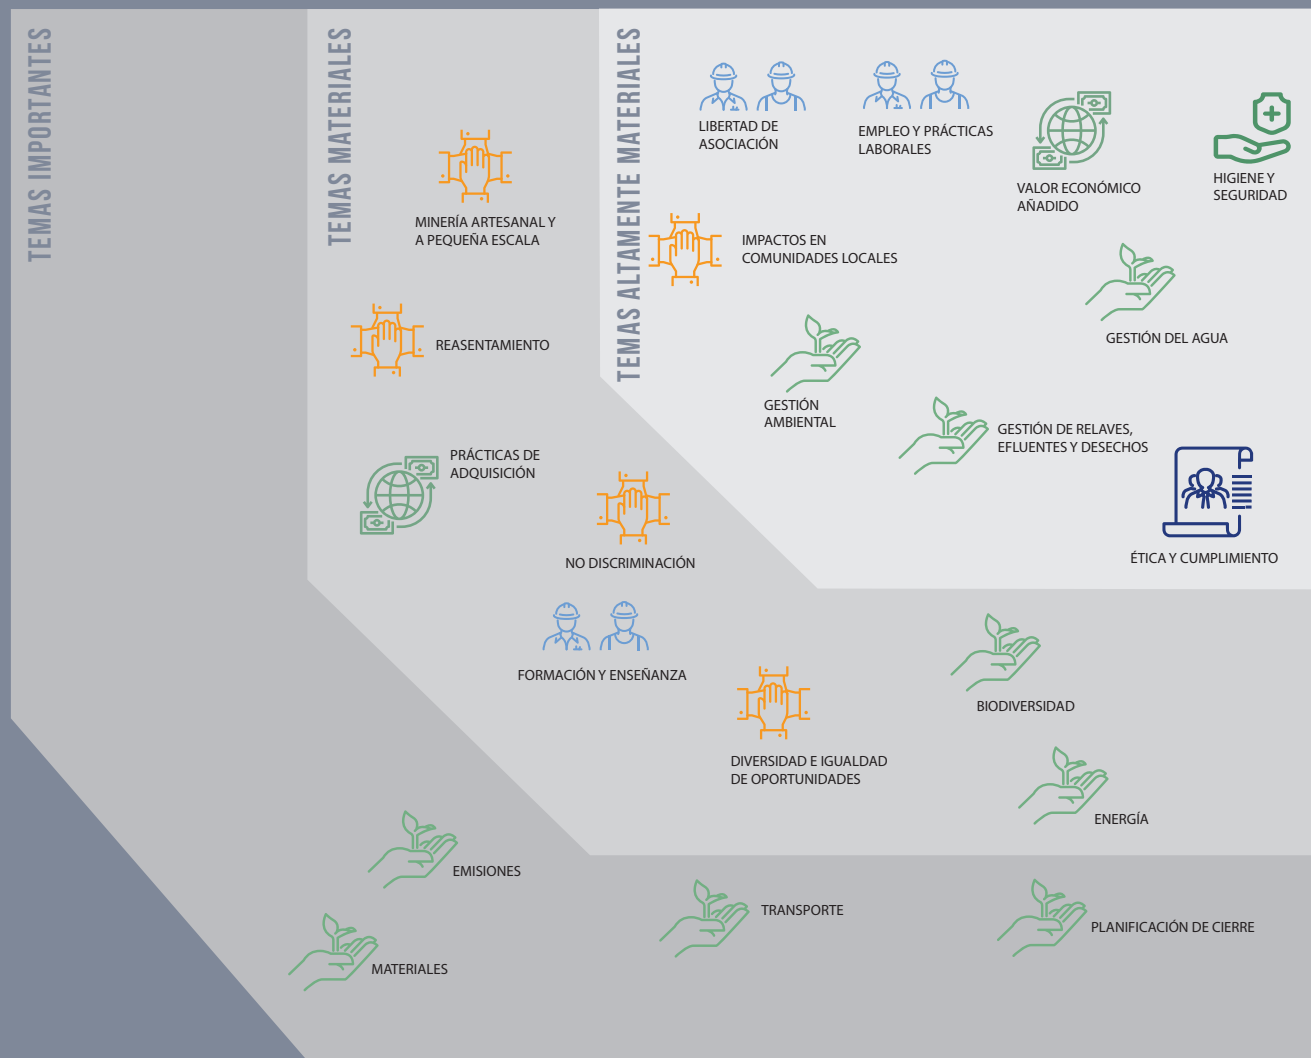 TEMAS IMPORTANTES
TEMAS MATERIALES
TEMAS ALTAMENTE MATERIALES
LIBERTAD DE
ASOCIACIÓN
EMPLEO Y PRÁCTICAS
LABORALES
VALOR ECONÓMICO
AÑADIDO
HIGIENE Y
SEGURIDAD
MINERÍA ARTESANAL Y
A PEQUEÑA ESCALA
IMPACTOS EN
COMUNIDADES LOCALES
REASENTAMIENTO
GESTIÓN DEL AGUA
GESTIÓN
AMBIENTAL
GESTIÓN DE RELAVES,
EFLUENTES Y DESECHOS
PRÁCTICAS DE
ADQUISICIÓN
NO DISCRIMINACIÓN
ÉTICA Y CUMPLIMIENTO
FORMACIÓN Y ENSEÑANZA
BIODIVERSIDAD
DIVERSIDAD E IGUALDAD
DE OPORTUNIDADES
ENERGÍA
EMISIONES
TRANSPORTE
PLANIFICACIÓN DE CIERRE
MATERIALES